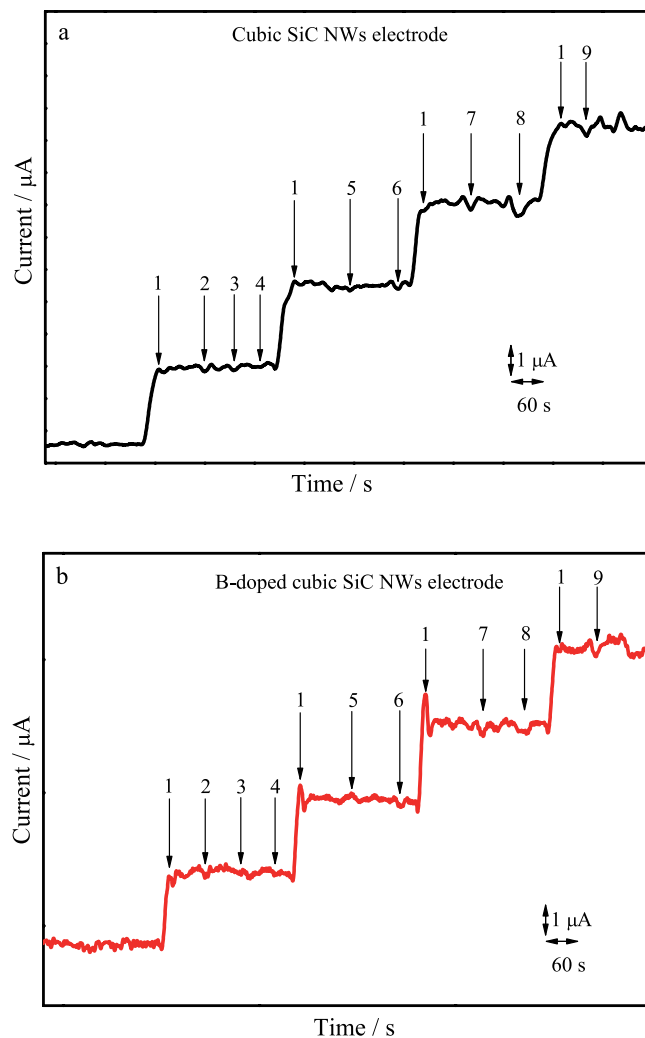 a
Cubic SiC NWs electrode
1 9
1 7 8
1 5 6
1 2 3 4
Current / μA
1 μA
60 s
Time / s
b
B-doped cubic SiC NWs electrode
1 9
1 7 8
1 5 6
1 2 3 4
Current / μA
1 μA
60 s
Time / s